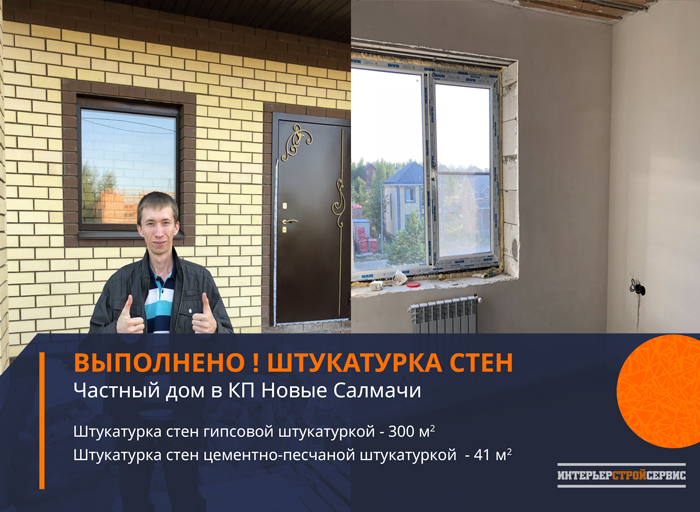 ВЫПОЛНЕНО ! ШТУКАТУРКА СТЕН
Частный дом в КП Новые Салмачи
Штукатурка стен гипсовой штукатуркой - 300 м²
Штукатурка стен цементно-песчаной штукатуркой - 41 м²
ИНТЕРЬЕРСТРОЙСЕРВИС